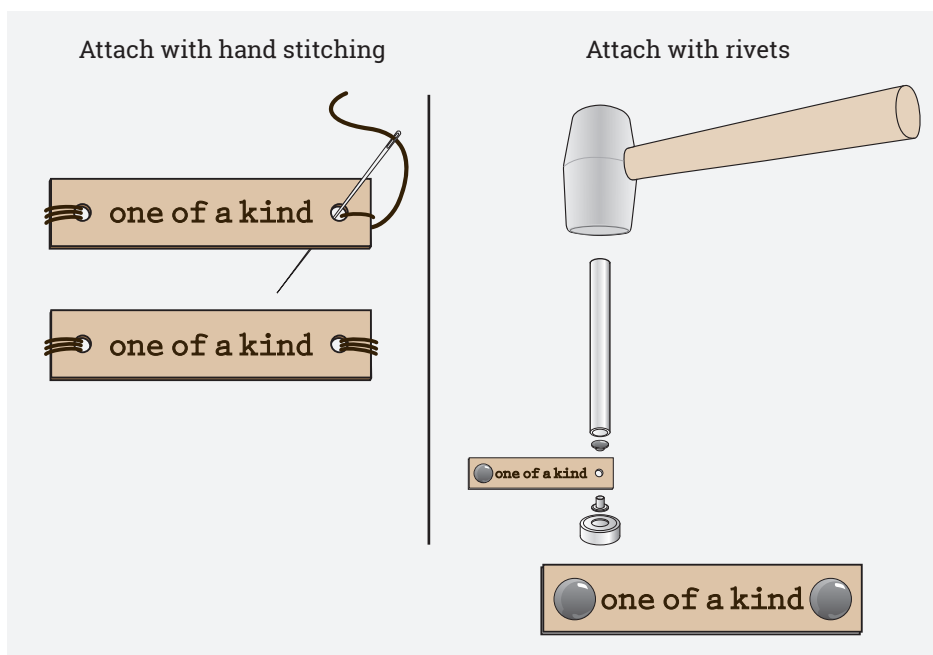 Attach with hand stitching
one of a kind
one of a kind
Attach with rivets
one of a kind
one of a kind